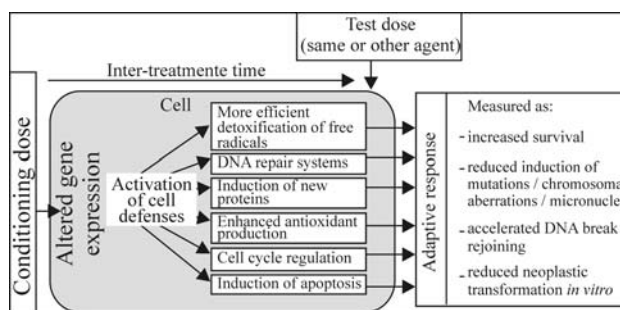 Test dose
(same or other agent)
Inter-treatmente time
Conditioning dose
Cell
Altered gene
expression
Activation
of cell
defenses
More efficient
detoxification of free
radicals
DNA repair systems
Induction of new
proteins
Enhanced antioxidant
production
Cell cycle regulation
Induction of apoptosis
Adaptive response
Measured as:
- increased survival
- reduced induction of
mutations / chromosoma
aberrations / micronucle
- accelerated DNA break
rejoining
- reduced neoplastic
transformation in vitro